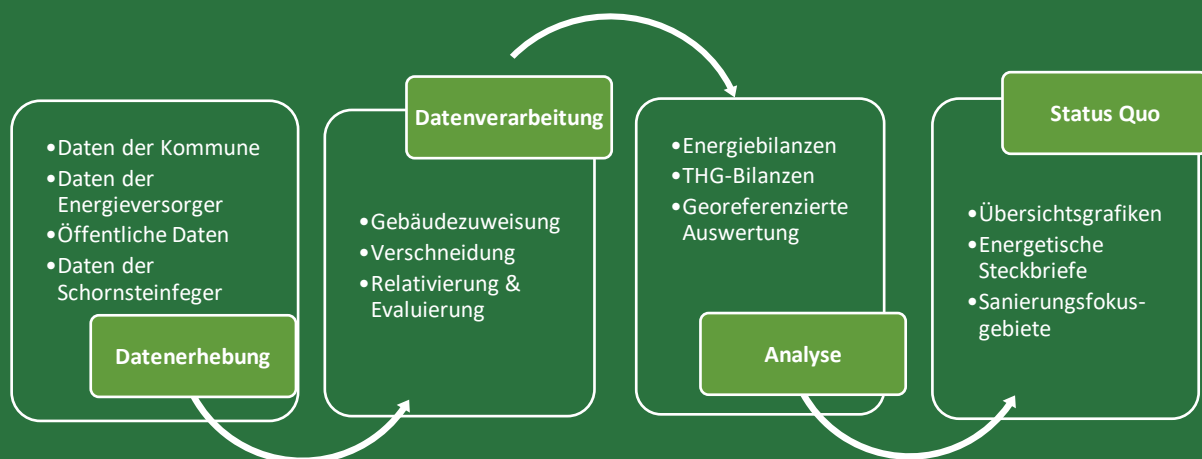 •Daten der Kommune
•Daten der
Energieversorger
•Öffentliche Daten
•Daten der
Schornsteinfeger
Datenerhebung
Datenverarbeitung
•Gebäudezuweisung
•Verschneidung
•Relativierung &
Evaluierung
•Energiebilanzen
•THG-Bilanzen
•Georeferenzierte
Auswertung
Analyse
Status Quo
•Übersichtsgrafiken
•Energetische
Steckbriefe
•Sanierungsfokus-
gebiete